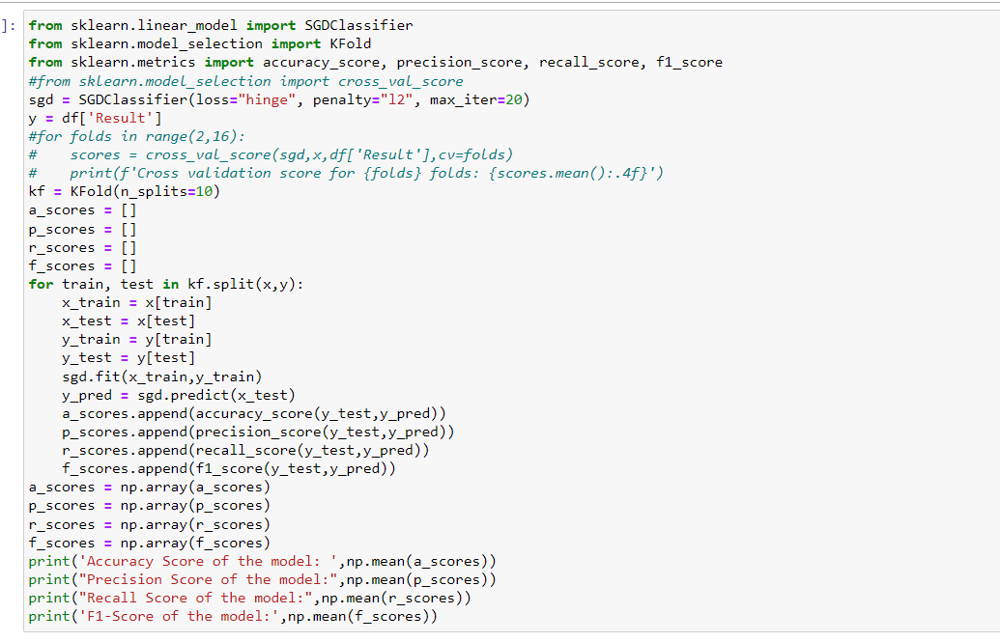 ]: from sklearn.linear_model import SGDClassifier
from sklearn.model_selection import KFold
from sklearn.metrics import accuracy_score, precision_score, recall_score, f1_score
#from sklearn.model_selection import cross_val_score
sgd = SGDClassifier(loss="hinge", penalty="l2", max_iter=20)
y = df['Result']
#for folds in range(2,16):
#    scores = cross_val_score(sgd,x,df['Result'],cv=folds)
#    print(f'Cross validation score for {folds} folds: {scores.mean():.4f}')
kf = KFold(n_splits=10)
a_scores = []
p_scores = []
r_scores = []
f_scores = []
for train, test in kf.split(x,y):
    x_train = x[train]
    x_test = x[test]
    y_train = y[train]
    y_test = y[test]
    sgd.fit(x_train,y_train)
    y_pred = sgd.predict(x_test)
    a_scores.append(accuracy_score(y_test,y_pred))
    p_scores.append(precision_score(y_test,y_pred))
    r_scores.append(recall_score(y_test,y_pred))
    f_scores.append(f1_score(y_test,y_pred))
a_scores = np.array(a_scores)
p_scores = np.array(p_scores)
r_scores = np.array(r_scores)
f_scores = np.array(f_scores)
print('Accuracy Score of the model: ',np.mean(a_scores))
print("Precision Score of the model:",np.mean(p_scores))
print("Recall Score of the model:",np.mean(r_scores))
print('F1-Score of the model:',np.mean(f_scores))